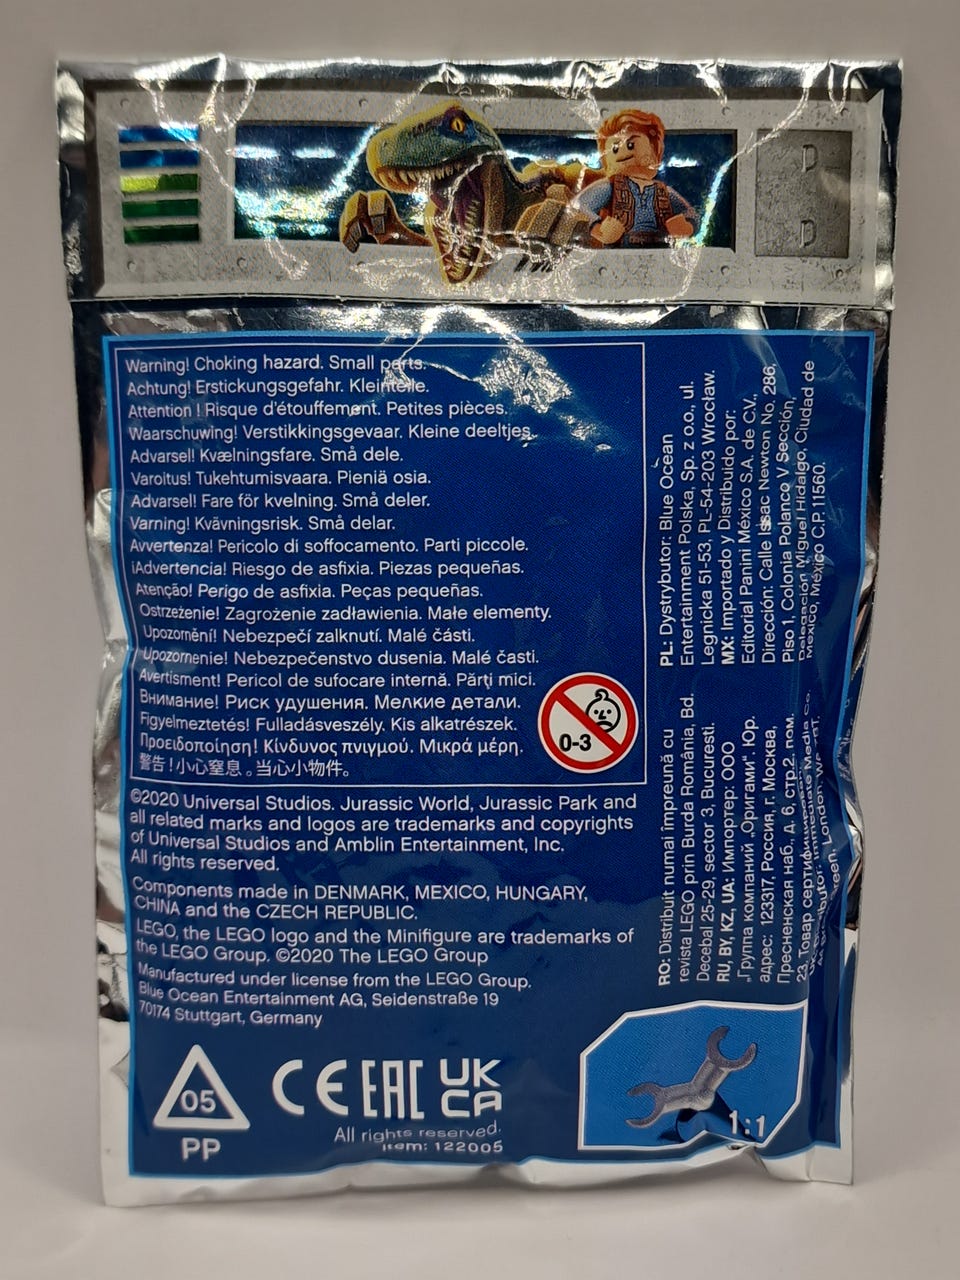 Warning! Choking hazard. Small parts.
Achtung! Erstickungsgefahr. Kleinteile.
Attention ! Risque d'étouffement. Petites pièces.
Waarschuwing! Verstikkingsgevaar. Kleine deeltjes.
Advarsel! Kvælningsfare. Små dele.
Varoitus! Tukehtumisvaara. Pieniä osia.
Advarsel! Fare för kvelning. Små deler.
Varning! Kvävningsrisk. Små delar.
Avvertenza! Pericolo di soffocamento. Parti piccole.
¡Advertencia! Riesgo de asfixia. Piezas pequeñas.
Atenção! Perigo de asfixia. Peças pequenas.
Ostrzeżenie! Zagrożenie zadławienia. Małe elementy.
Upozornění! Nebezpečí zalknutí. Malé části.
Upozornenie! Nebezpečenstvo dusenia. Malé časti.
Avertisment! Pericol de sufocare internă. Părţi mici.
Внимание! Риск удушения. Мелкие детали.
Figyelmeztetés! Fulladásveszély. Kis alkatrészek.
Προειδοποίηση! Κίνδυνος πνιγμού. Μικρά μέρη.
警告!小心窒息。当心小物件。
0-3
©2020 Universal Studios. Jurassic World, Jurassic Park and
all related marks and logos are trademarks and copyrights
of Universal Studios and Amblin Entertainment, Inc.
All rights reserved.
Components made in DENMARK, MEXICO, HUNGARY,
CHINA and the CZECH REPUBLIC.
LEGO, the LEGO logo and the Minifigure are trademarks of
the LEGO Group. ©2020 The LEGO Group
Manufactured under license from the LEGO Group.
Blue Ocean Entertainment AG, Seidenstraße 19
70174 Stuttgart, Germany
05
PP
CE EAC UK
CA
All rights reserved.
Item: 122005
1:1
PL: Dystrybutor: Blue Ocean
Entertainment Polska, Sp. z o.o., ul.
Legnicka 51-53, PL-54-203 Wrocław.
MX: Importado y Distribuido por:
Editorial Panini México S.A. de C.V.,
Dirección: Calle Issac Newton No. 286,
Piso 1, Colonia Polanco V Sección,
Delegación Miguel Hidalgo, Ciudad de
México, México C.P. 11560.
RO: Distribuit numai împreună cu
revista LEGO prin Burda România, Bd.
Decebal 25-29, sector 3, Bucuresti.
RU, BY, KZ, UA: Импортер: ООО
„Группа компаний „Оригами". Юр.
адрес: 123317, Россия, г. Москва,
Пресненская наб., д. 6, стр.2, пом.
23. Товар сертифицирован.
Immediate Media Co.
London,